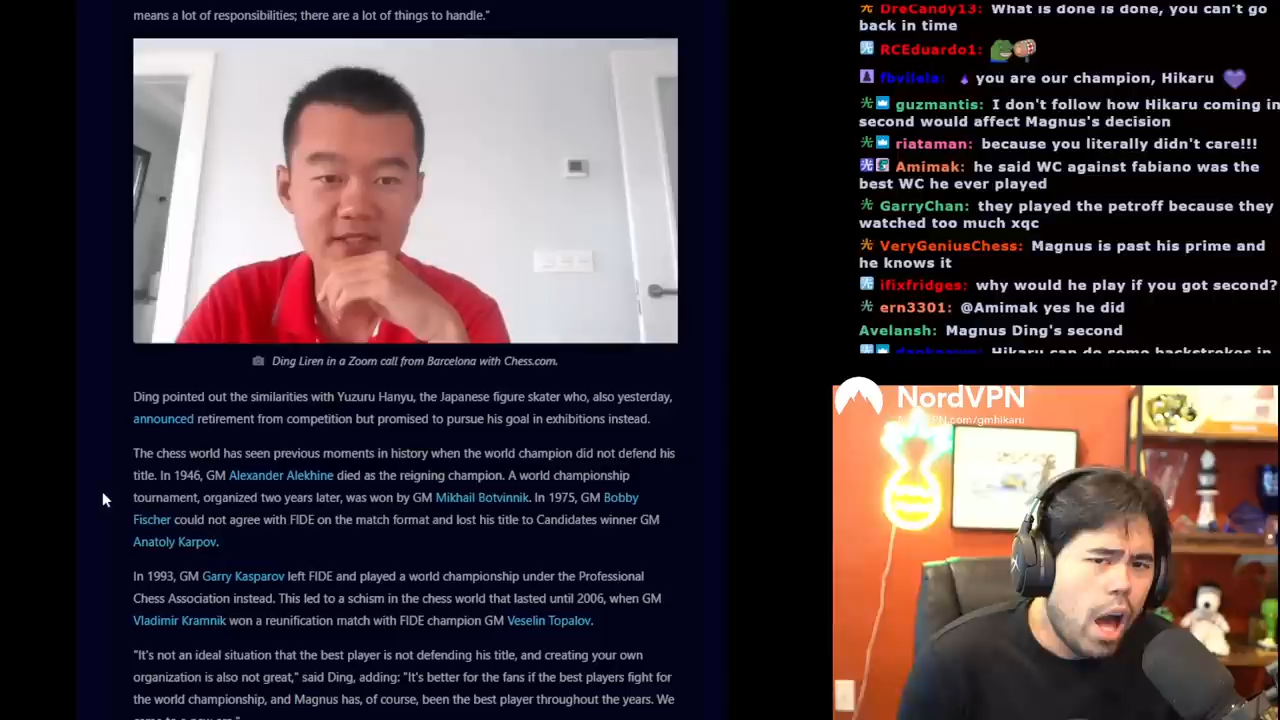 means a lot of responsibilities; there are a lot of things to handle."
Ding Liren in a Zoom call from Barcelona with Chess.com.
Ding pointed out the similarities with Yuzuru Hanyu, the Japanese figure skater who, also yesterday,
announced retirement from competition but promised to pursue his goal in exhibitions instead.
The chess world has seen previous moments in history when the world champion did not defend his
title. In 1946, GM Alexander Alekhine died as the reigning champion. A world championship
tournament, organized two years later, was won by GM Mikhail Botvinnik. In 1975, GM Bobby
Fischer could not agree with FIDE on the match format and lost his title to Candidates winner GM
Anatoly Karpov.
In 1993, GM Garry Kasparov left FIDE and played a world championship under the Professional
Chess Association instead. This led to a schism in the chess world that lasted until 2006, when GM
Vladimir Kramnik won a reunification match with FIDE champion GM Veselin Topalov.
"It's not an ideal situation that the best player is not defending his title, and creating your own
organization is also not great," said Ding, adding: "It's better for the fans if the best players fight for
the world championship, and Magnus has, of course, been the best player throughout the years. We
DreCandy13: What is done is done, you can't go
back in time
RCEduardo1:
fbvilela: you are our champion, Hikaru
guzmantis: I don't follow how Hikaru coming in
second would affect Magnus's decision
riataman: because you literally didn't care!!!
Amimak: he said WC against fabiano was the
best WC he ever played
GarryChan: they played the petroff because they
watched too much xqc
VeryGeniusChess: Magnus is past his prime and
he knows it
ifixfridges: why would he play if you got second?
ern3301: @Amimak yes he did
Avelansh: Magnus Ding's second
Hikaru can do some backstrokes in
NordVPN
.com/gmhikaru